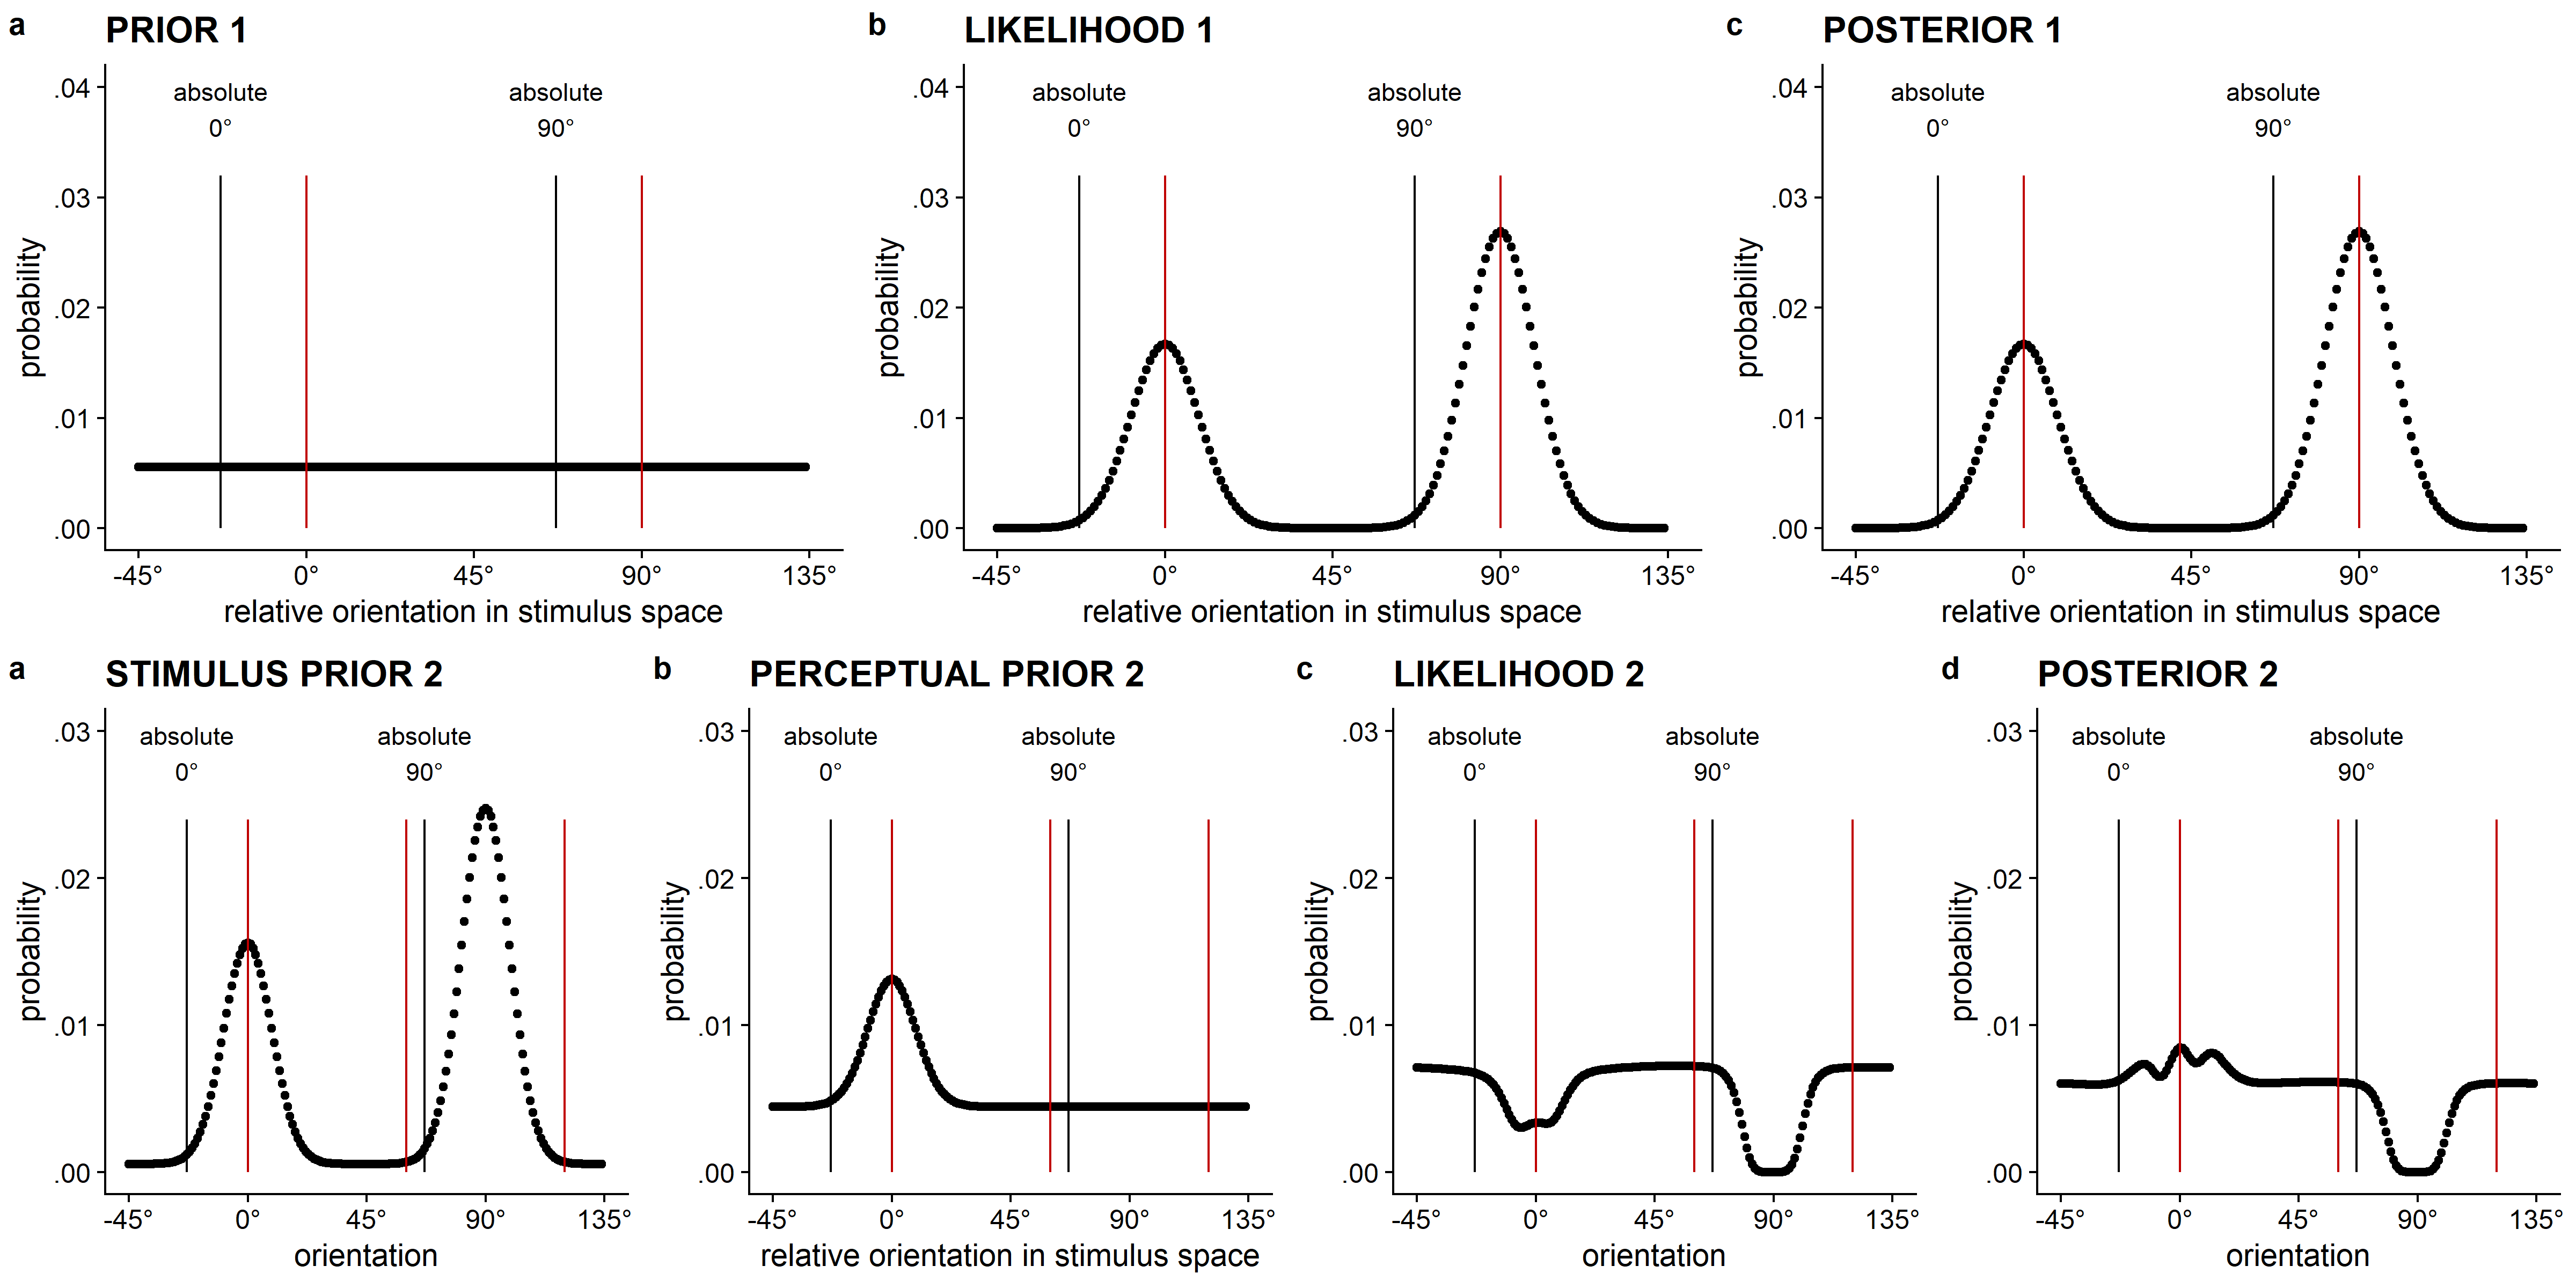 a PRIOR 1
absolute absolute
0° 90°
.04
.03
.02
.01
.00
probability
-45° 0° 45° 90° 135°
relative orientation in stimulus space
b LIKELIHOOD 1
absolute absolute
0° 90°
.04
.03
.02
.01
.00
probability
-45° 0° 45° 90° 135°
relative orientation in stimulus space
c POSTERIOR 1
absolute absolute
0° 90°
.04
.03
.02
.01
.00
probability
-45° 0° 45° 90° 135°
relative orientation in stimulus space
a STIMULUS PRIOR 2
absolute absolute
0° 90°
.03
.02
.01
.00
probability
-45° 0° 45° 90° 135°
orientation
b PERCEPTUAL PRIOR 2
absolute absolute
0° 90°
.03
.02
.01
.00
probability
-45° 0° 45° 90° 135°
relative orientation in stimulus space
c LIKELIHOOD 2
absolute absolute
0° 90°
.03
.02
.01
.00
probability
-45° 0° 45° 90° 135°
orientation
d POSTERIOR 2
absolute absolute
0° 90°
.03
.02
.01
.00
probability
-45° 0° 45° 90° 135°
orientation